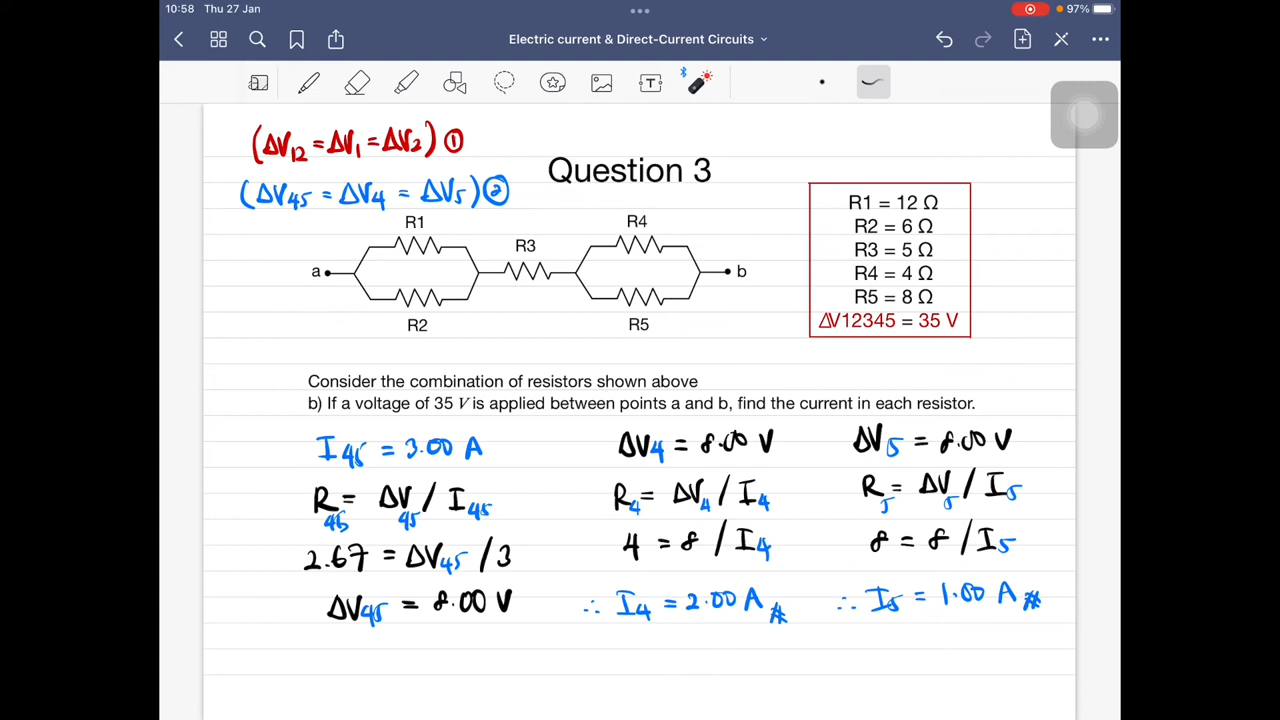 10:58 Thu 27 Jan
97%
Electric current & Direct-Current Circuits
(ΔV12 = ΔV1 = ΔV2) ①
Question 3
(ΔV45 = ΔV4 = ΔV5) ②
R1 = 12 Ω
R2 = 6 Ω
R3 = 5 Ω
R4 = 4 Ω
R5 = 8 Ω
ΔV12345 = 35 V
R1
R4
R3
a
b
R2
R5
Consider the combination of resistors shown above
b) If a voltage of 35 V is applied between points a and b, find the current in each resistor.
I45 = 3.00 A
R45 = ΔV45 / I45
2.67 = ΔV45 / 3
ΔV45 = 8.00 V
ΔV4 = 8.00 V
R4 = ΔV4 / I4
4 = 8 / I4
∴ I4 = 2.00 A #
ΔV5 = 8.00 V
R5 = ΔV5 / I5
8 = 8 / I5
∴ I5 = 1.00 A #